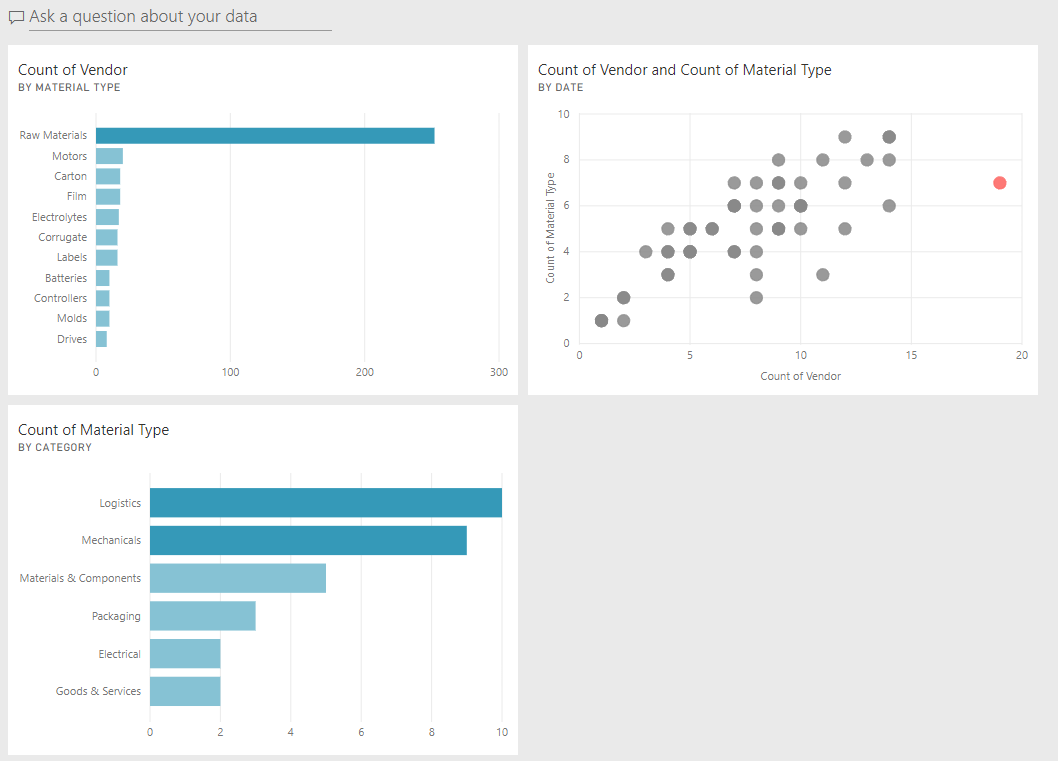 Ask a question about your data
Count of Vendor
BY MATERIAL TYPE
Raw Materials
Motors
Carton
Film
Electrolytes
Corrugate
Labels
Batteries
Controllers
Molds
Drives
0 100 200 300
Count of Vendor and Count of Material Type
BY DATE
Count of Material Type
10
8
6
4
2
0
0 5 10 15 20
Count of Vendor
Count of Material Type
BY CATEGORY
Logistics
Mechanicals
Materials & Components
Packaging
Electrical
Goods & Services
0 2 4 6 8 10